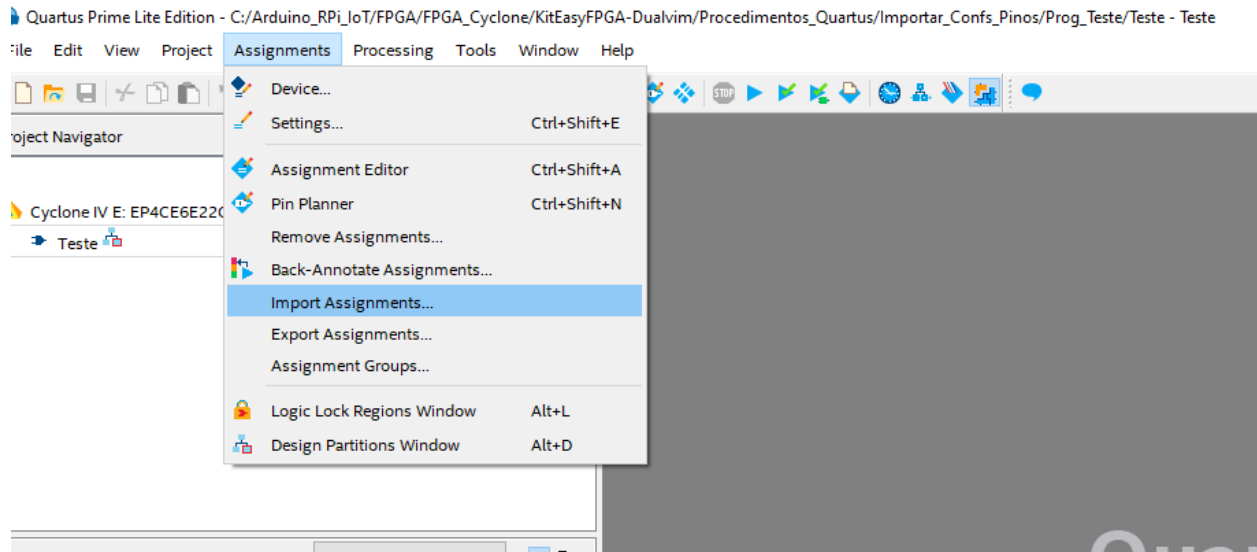 Quartus Prime Lite Edition - C:/Arduino_RPi_IoT/FPGA/FPGA_Cyclone/KitEasyFPGA-Dualvim/Procedimentos_Quartus/Importar_Confs_Pinos/Prog_Teste/Teste - Teste
File Edit View Project Assignments Processing Tools Window Help
Device...
STOP
Settings... Ctrl+Shift+E
roject Navigator
Assignment Editor Ctrl+Shift+A
Pin Planner Ctrl+Shift+N
Cyclone IV E: EP4CE6E22C
Remove Assignments...
Teste
Back-Annotate Assignments...
Import Assignments...
Export Assignments...
Assignment Groups...
Logic Lock Regions Window Alt+L
Design Partitions Window Alt+D